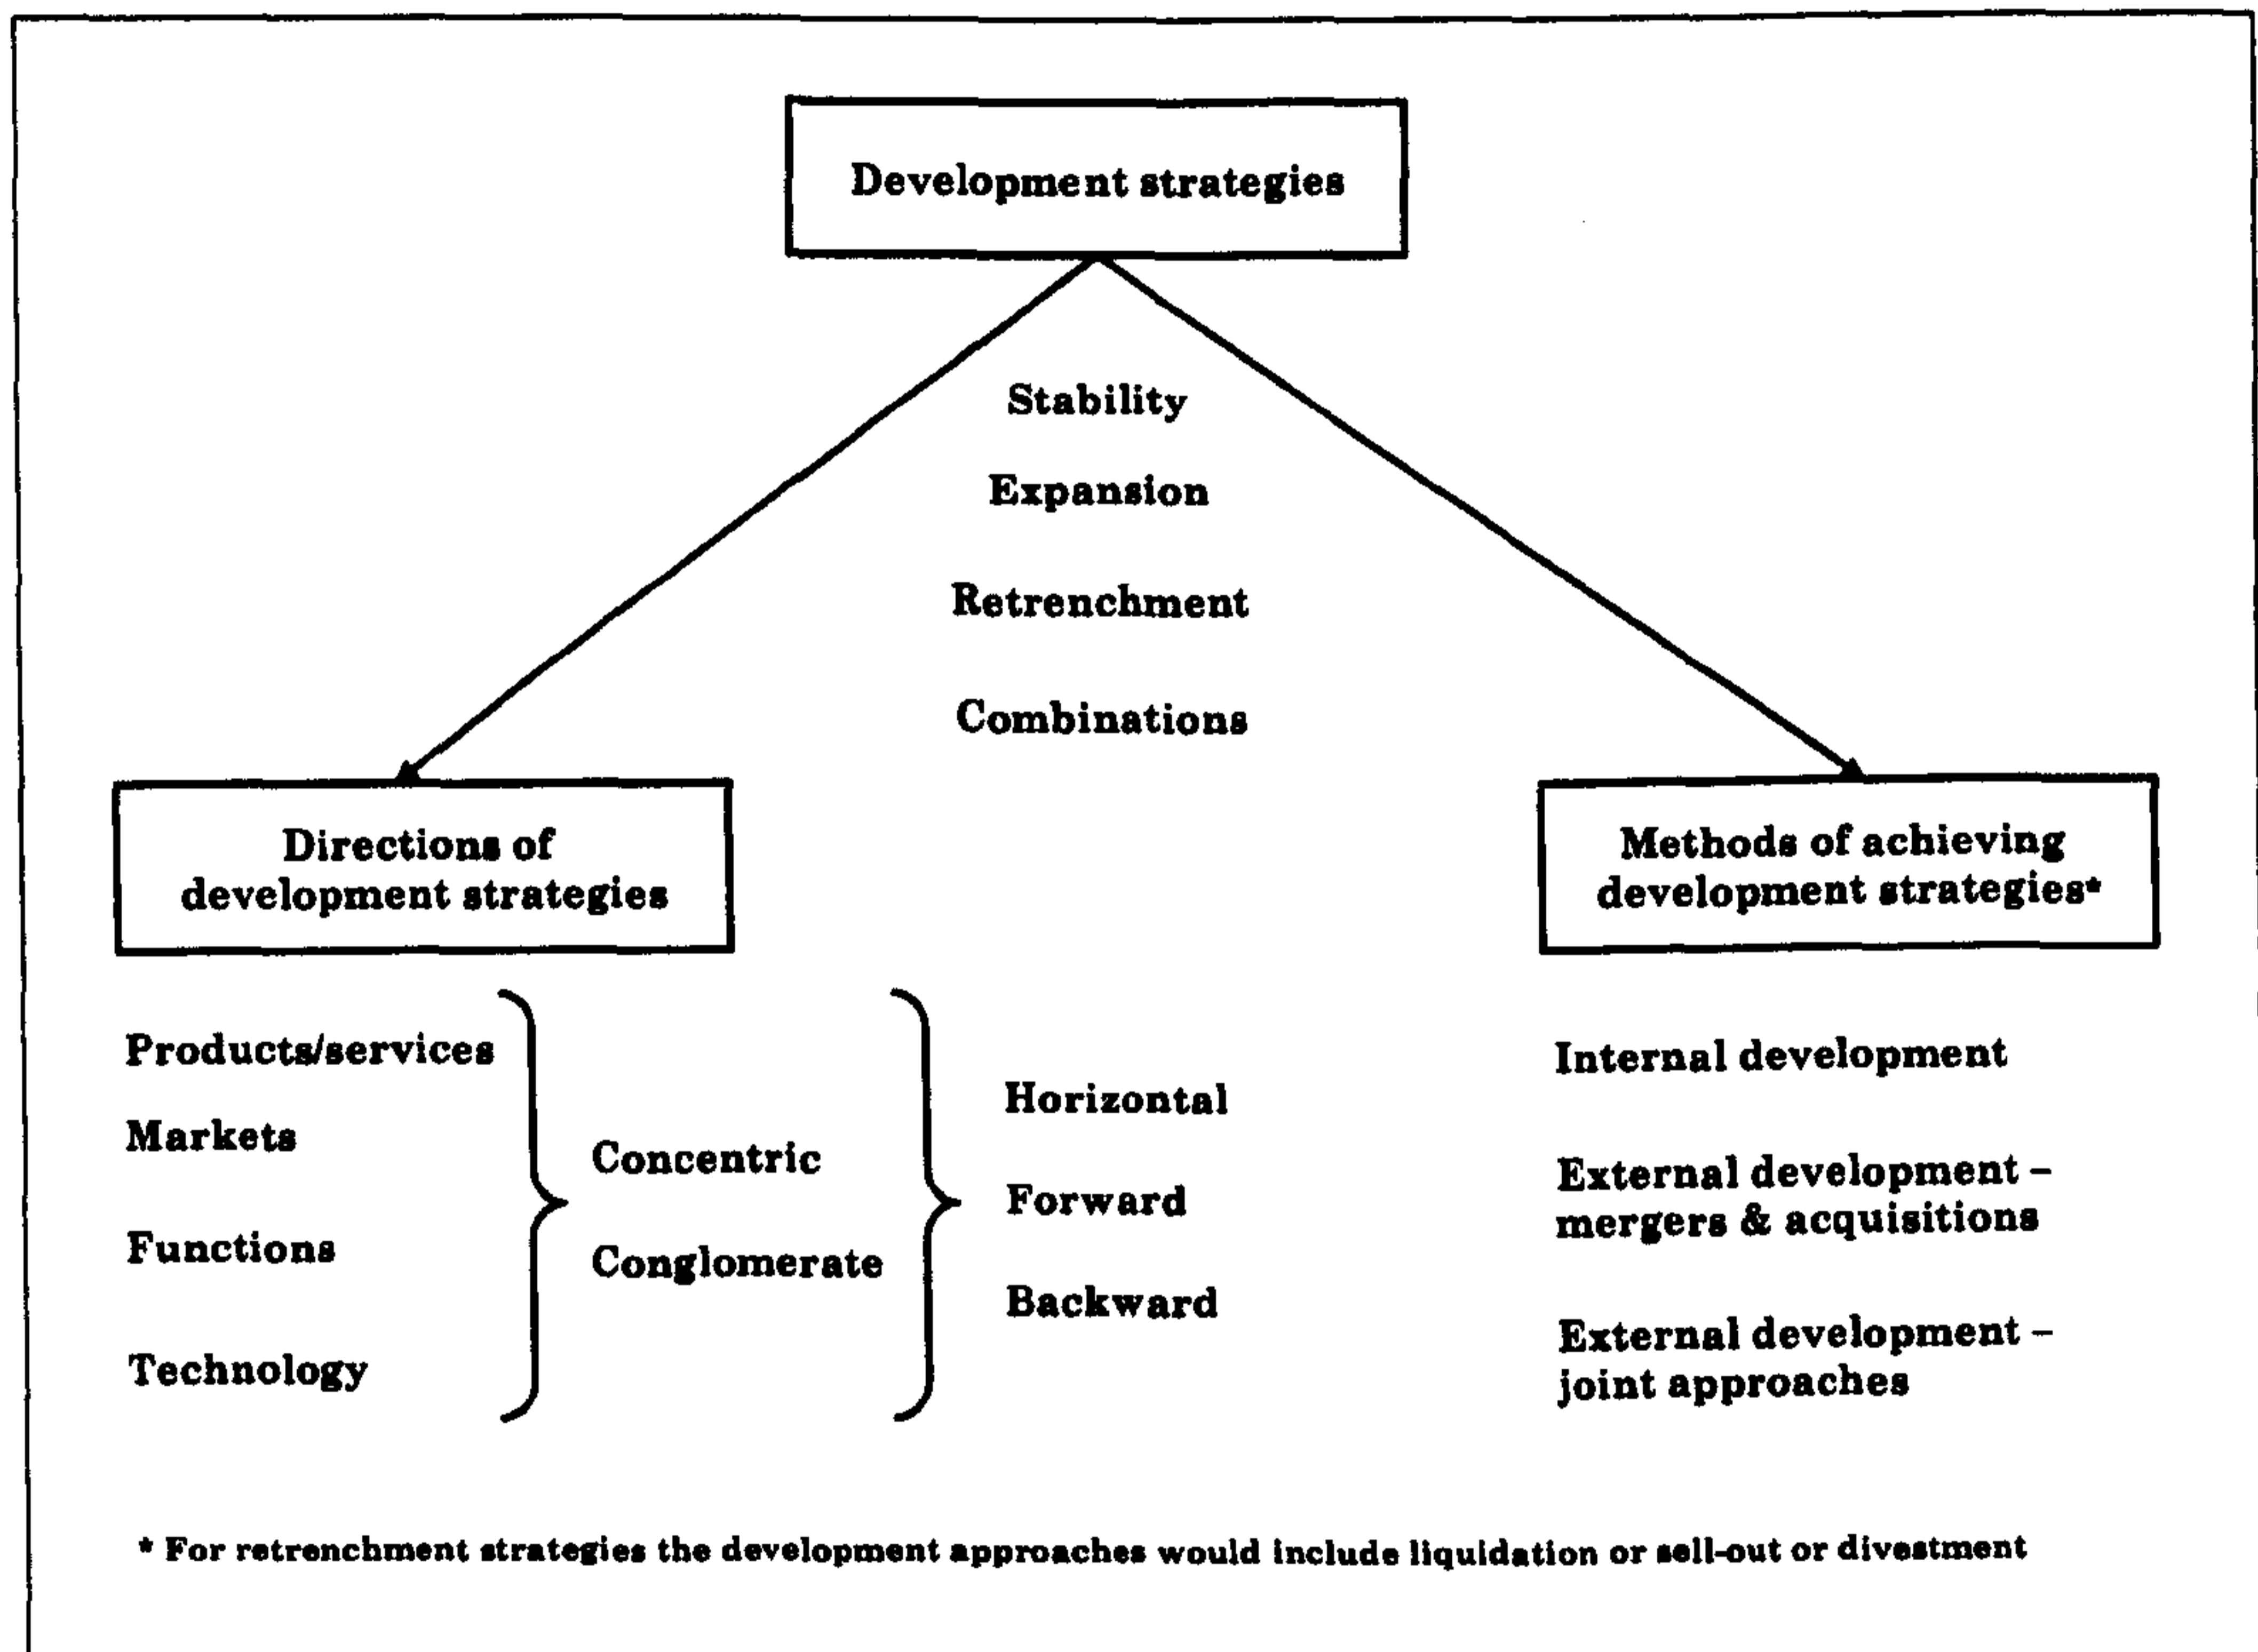 Development strategies
Stability
Expansion
Retrenchment
Combinations
Directions of
development strategies
Products/services
Markets
Functions
Technology
Concentric
Conglomerate
Horizontal
Forward
Backward
Methods of achieving
development strategies*
Internal development
External development –
mergers & acquisitions
External development –
joint approaches
* For retrenchment strategies the development approaches would include liquidation or sell-out or divestment